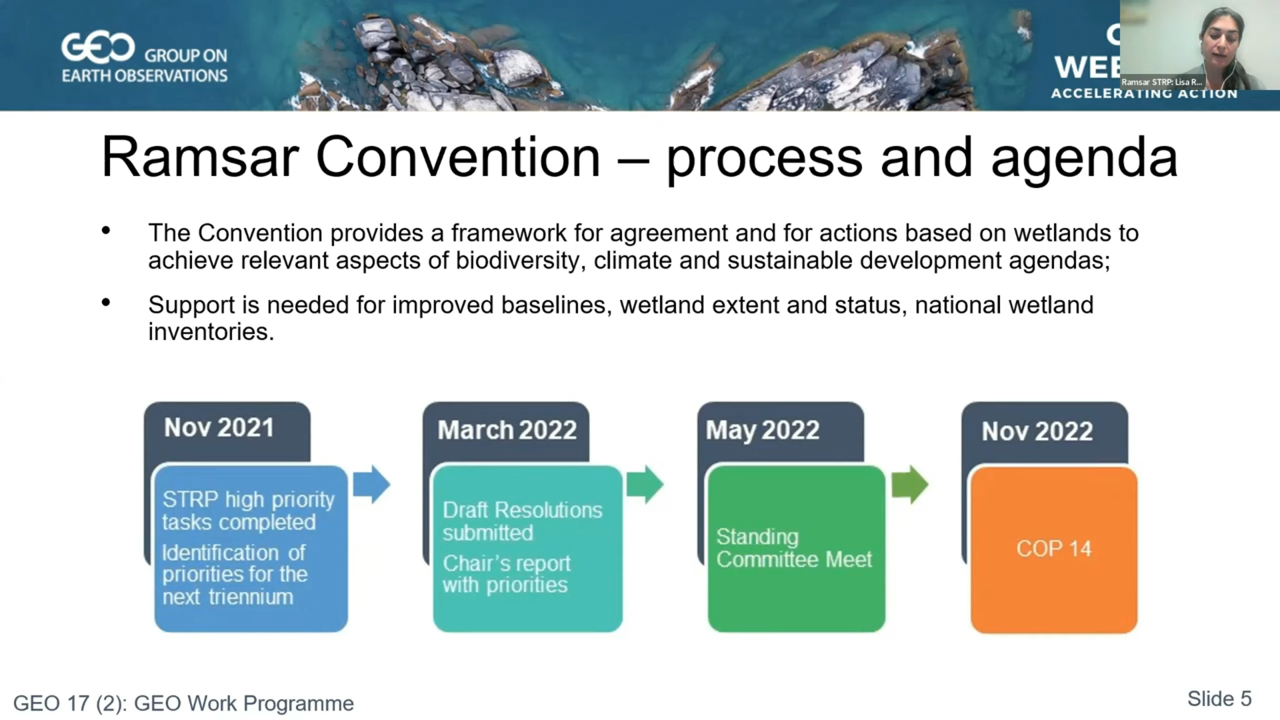 GEO GROUP ON
EARTH OBSERVATIONS
ACCELERATING ACTION
Ramsar STRP: Lisa R...
Ramsar Convention – process and agenda
• The Convention provides a framework for agreement and for actions based on wetlands to
achieve relevant aspects of biodiversity, climate and sustainable development agendas;
• Support is needed for improved baselines, wetland extent and status, national wetland
inventories.
Nov 2021
STRP high priority
tasks completed
Identification of
priorities for the
next triennium
March 2022
Draft Resolutions
submitted
Chair's report
with priorities
May 2022
Standing
Committee Meet
Nov 2022
COP 14
GEO 17 (2): GEO Work Programme
Slide 5